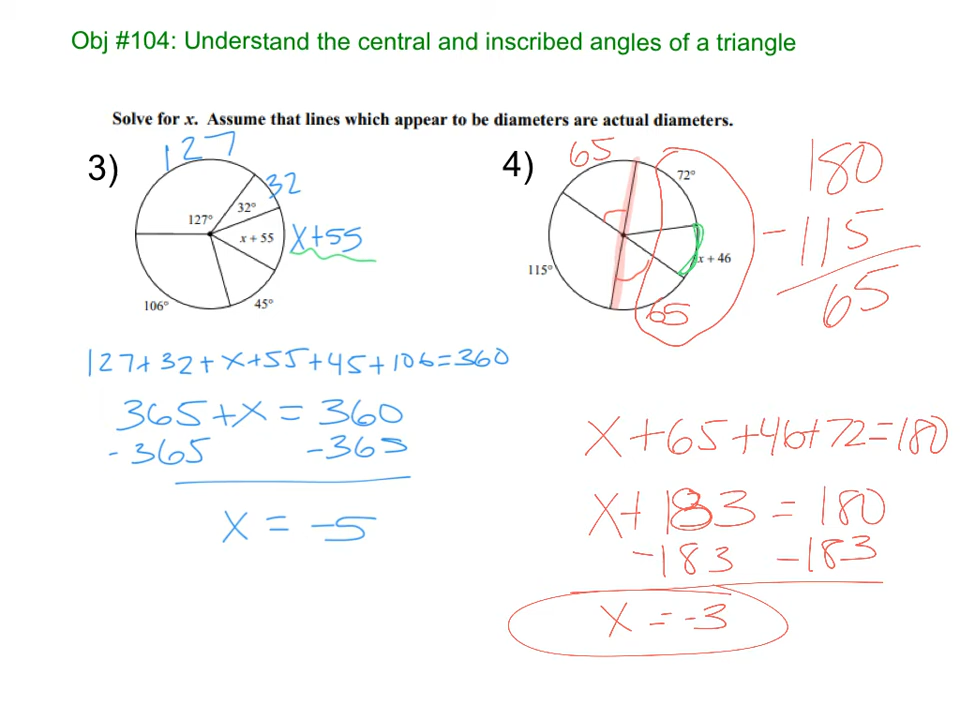 Obj #104: Understand the central and inscribed angles of a triangle
Solve for x. Assume that lines which appear to be diameters are actual diameters.
3)
127
32
127°
32°
x + 55
X+55
106°
45°
127+32+x+55+45+106=360
365+x = 360
-365 -365
x = -5
4)
65
72°
x + 46
115°
65
180
-115
65
x+65+46+72=180
x+183 = 180
-183 -183
x = -3